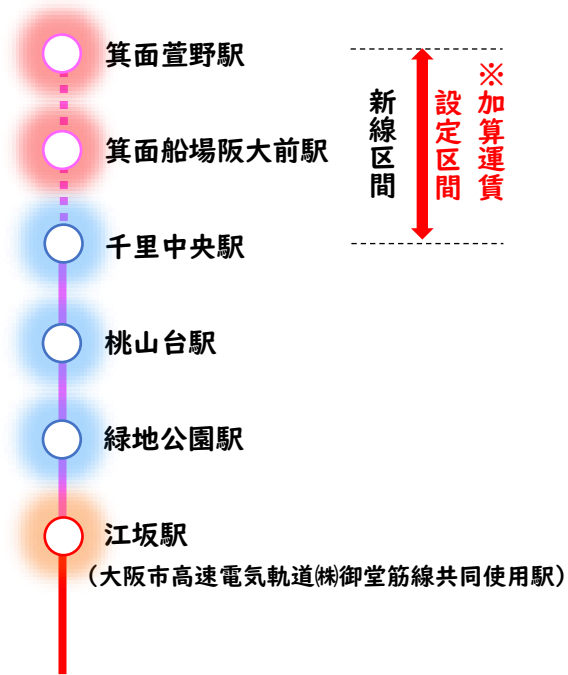 箕面萱野駅
箕面船場阪大前駅
千里中央駅
桃山台駅
緑地公園駅
江坂駅
（大阪市高速電気軌道㈱御堂筋線共同使用駅）
新線区間
※加算運賃
設定区間